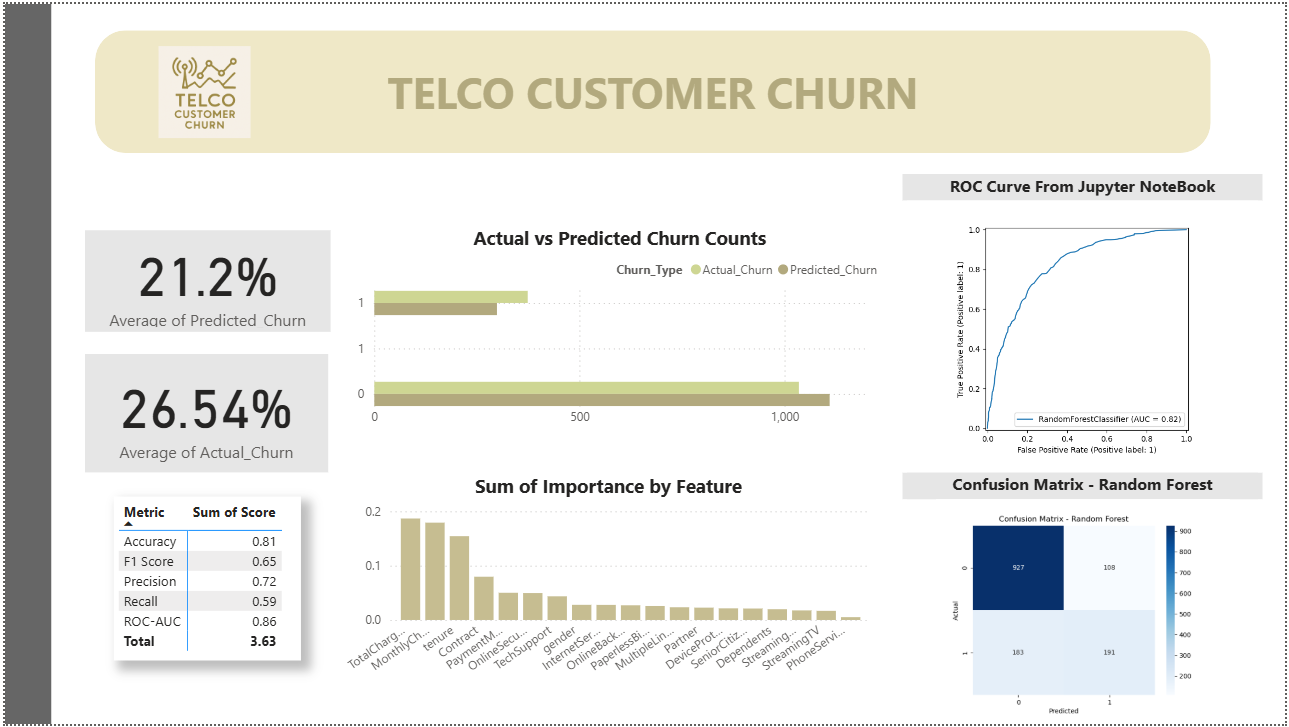 TELCO
CUSTOMER
CHURN
TELCO CUSTOMER CHURN
21.2%
Average of Predicted_Churn
26.54%
Average of Actual_Churn
Metric Sum of Score
Accuracy 0.81
F1 Score 0.65
Precision 0.72
Recall 0.59
ROC-AUC 0.86
Total 3.63
Actual vs Predicted Churn Counts
Churn_Type Actual_Churn Predicted_Churn
1
1
0
0 500 1,000
Sum of Importance by Feature
0.2
0.1
0.0
TotalCharg... MonthlyCh... tenure Contract PaymentM... OnlineSecu... TechSupport gender InternetSer... OnlineBack... PaperlessBi... MultipleLin... Partner DeviceProt... SeniorCitiz... Dependents Streaming... StreamingTV PhoneServi...
ROC Curve From Jupyter NoteBook
1.0
0.8
0.6
0.4
0.2
0.0
True Positive Rate (Positive label: 1)
RandomForestClassifier (AUC = 0.82)
0.0 0.2 0.4 0.6 0.8 1.0
False Positive Rate (Positive label: 1)
Confusion Matrix - Random Forest
Confusion Matrix - Random Forest
Actual
0 927 108
1 183 191
0 1
Predicted
900
800
700
600
500
400
300
200